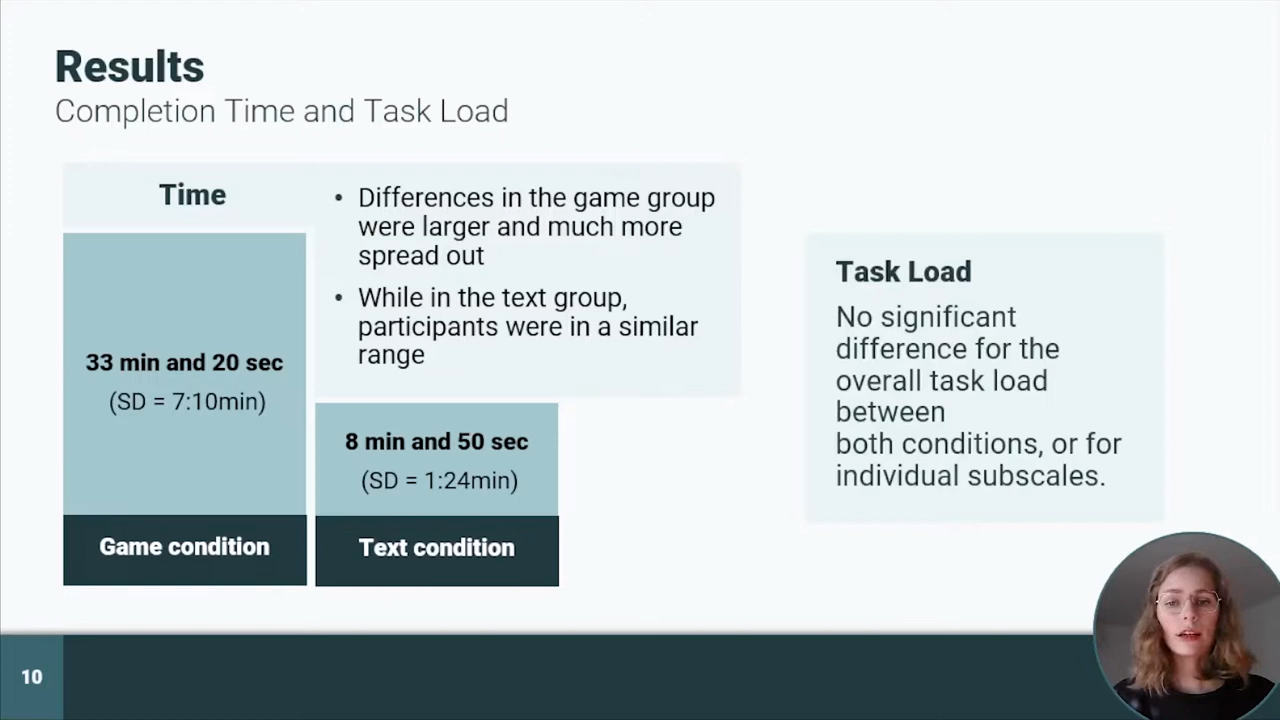 Results
Completion Time and Task Load
Time
• Differences in the game group
were larger and much more
spread out
• While in the text group,
participants were in a similar
range
33 min and 20 sec
(SD = 7:10min)
Game condition
8 min and 50 sec
(SD = 1:24min)
Text condition
Task Load
No significant
difference for the
overall task load
between
both conditions, or for
individual subscales.
10